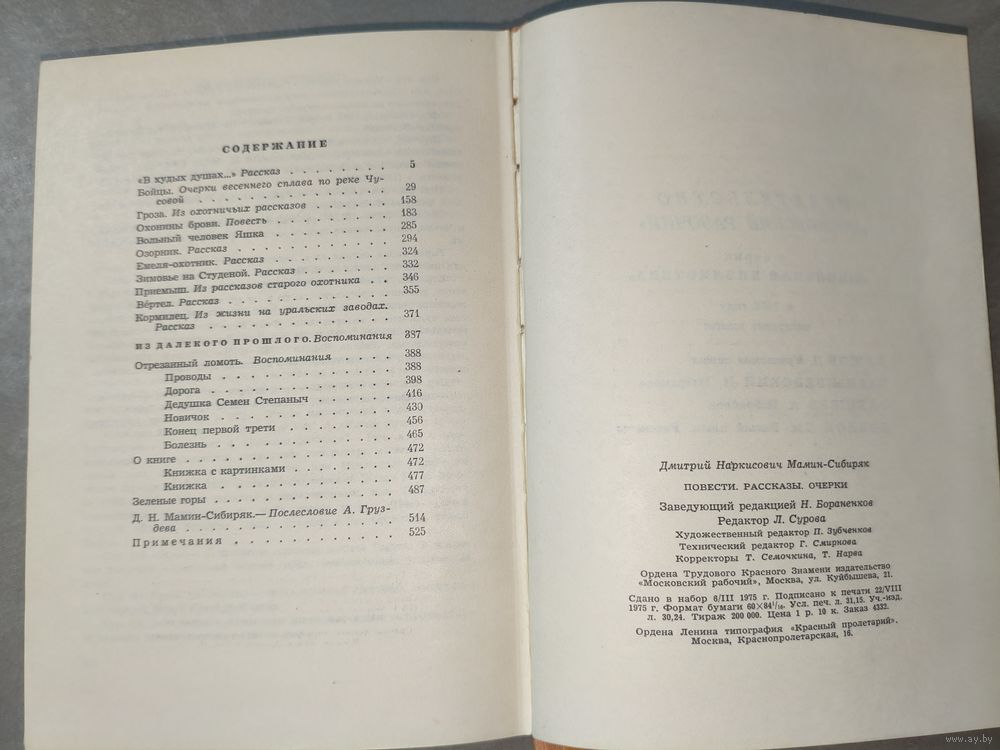 СОДЕРЖАНИЕ
«В худых душах...» Рассказ . . . . . . . . 5
Бойцы. Очерки весеннего сплава по реке Чу-
совой . . . . . . . . . . . . . . 29
Гроза. Из охотничьих рассказов . . . . . . 158
Охонины брови. Повесть . . . . . . . . 183
Вольный человек Яшка . . . . . . . . 285
Озорник. Рассказ . . . . . . . . . . 294
Емеля-охотник. Рассказ . . . . . . . . 324
Зимовье на Студеной. Рассказ . . . . . . 332
Приемыш. Из рассказов старого охотника . . 346
Вёртел. Рассказ . . . . . . . . . . 355
Кормилец. Из жизни на уральских заводах.
Рассказ . . . . . . . . . . . . 371
ИЗ ДАЛЕКОГО ПРОШЛОГО. Воспоминания 387
Отрезанный ломоть. Воспоминания . . . . 388
Проводы . . . . . . . . . . . . 388
Дорога . . . . . . . . . . . . 398
Дедушка Семен Степаныч . . . . . . 416
Новичок . . . . . . . . . . . . 430
Конец первой трети . . . . . . . . 456
Болезнь . . . . . . . . . . . . 465
О книге . . . . . . . . . . . . . 472
Книжка с картинками . . . . . . . 472
Книжка . . . . . . . . . . . . 477
Зеленые горы . . . . . . . . . . . 487
Д. Н. Мамин-Сибиряк.— Послесловие А. Груз-
дева . . . . . . . . . . . . . . 514
Примечания . . . . . . . . . . . 525
Дмитрий Наркисович Мамин-Сибиряк
ПОВЕСТИ. РАССКАЗЫ. ОЧЕРКИ
Заведующий редакцией Н. Бораненков
Редактор Л. Сурова
Художественный редактор П. Зубченков
Технический редактор Г. Смирнова
Корректоры Т. Семочкина, Т. Нарва
Ордена Трудового Красного Знамени издательство
«Московский рабочий», Москва, ул. Куйбышева, 21.
Сдано в набор 6/III 1975 г. Подписано к печати 22/VIII
1975 г. Формат бумаги 60×84¹/₁₆. Усл. печ. л. 31,15. Уч.-изд.
л. 30,24. Тираж 200 000. Цена 1 р. 10 к. Заказ 4332.
Ордена Ленина типография «Красный пролетарий».
Москва, Краснопролетарская, 16.
www.ay.by